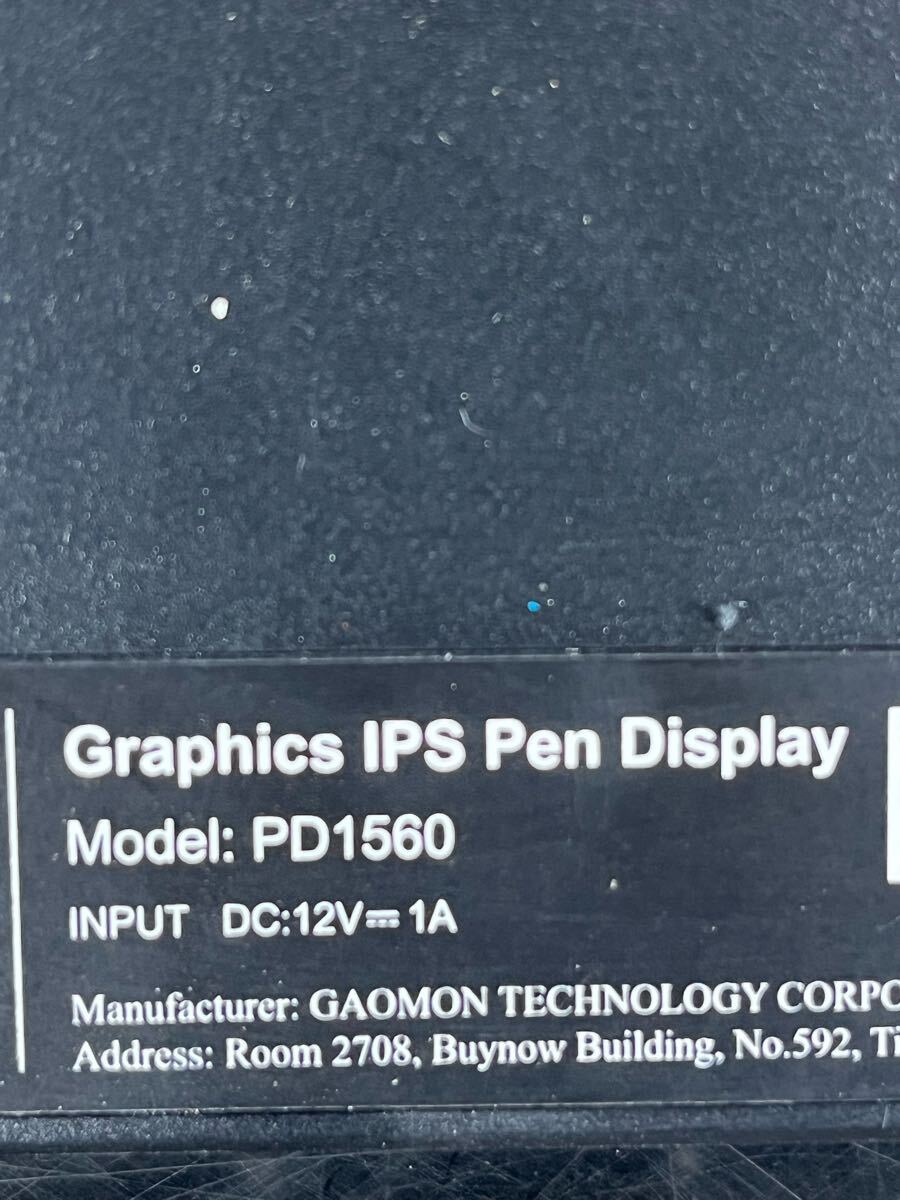 Graphics IPS Pen Display
Model: PD1560
INPUT DC:12V⎓1A
Manufacturer: GAOMON TECHNOLOGY
Address: Room 2708, Buynow Building, No.592,